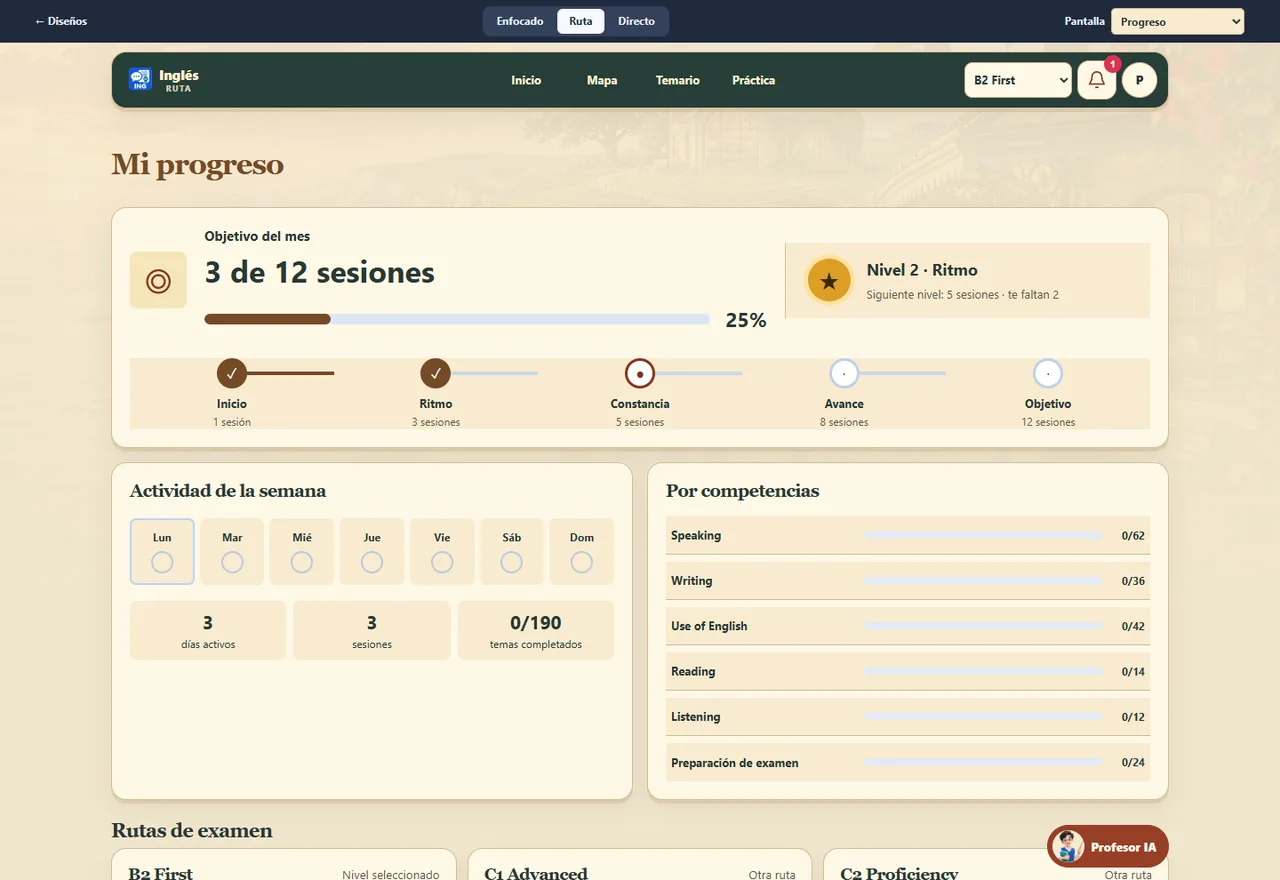 ← Diseños
Enfocado Ruta Directo
Pantalla Progreso
ING
Inglés
RUTA
Inicio Mapa Temario Práctica
B2 First
1
P
Mi progreso
Objetivo del mes
3 de 12 sesiones
25%
Nivel 2 · Ritmo
Siguiente nivel: 5 sesiones · te faltan 2
Inicio
1 sesión
Ritmo
3 sesiones
Constancia
5 sesiones
Avance
8 sesiones
Objetivo
12 sesiones
Actividad de la semana
Lun Mar Mié Jue Vie Sáb Dom
3
días activos
3
sesiones
0/190
temas completados
Por competencias
Speaking 0/62
Writing 0/36
Use of English 0/42
Reading 0/14
Listening 0/12
Preparación de examen 0/24
Rutas de examen
B2 First Nivel seleccionado
C1 Advanced Otra ruta
C2 Proficiency Otra ruta
Profesor IA